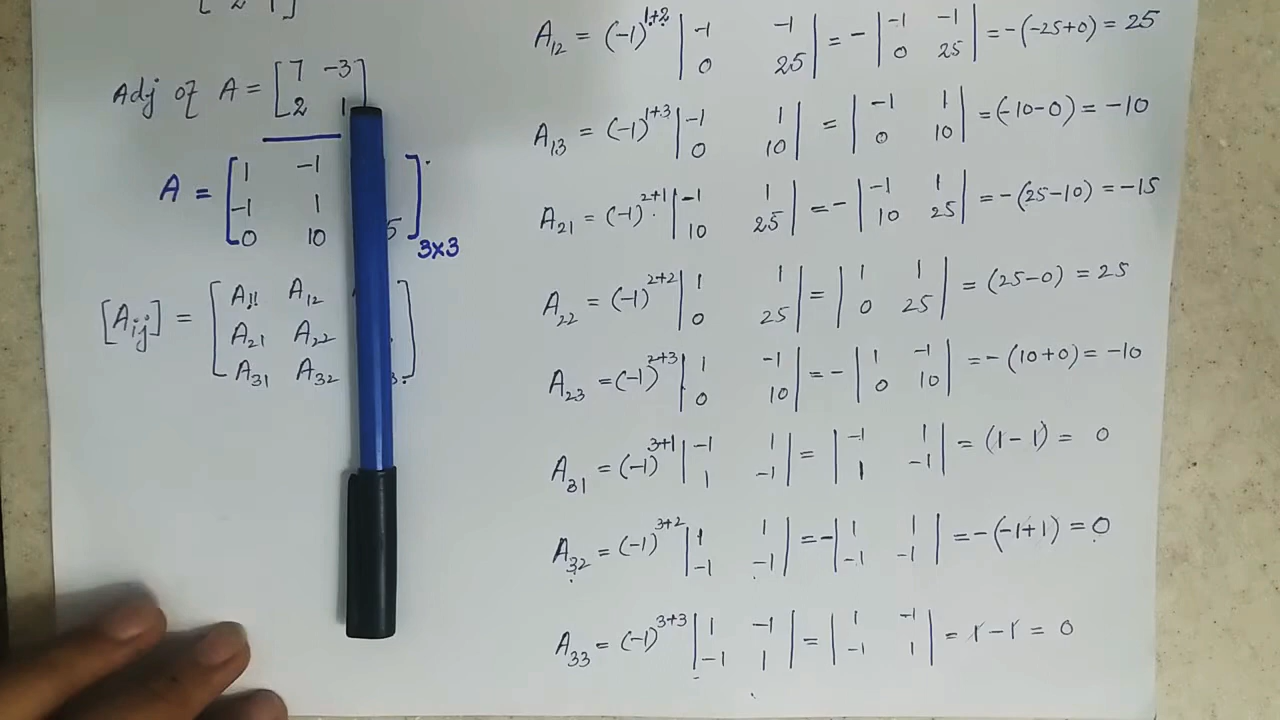 [ 2 1 ]
Adj of A = [ 7 -3
2 1 ]
A = [ 1 -1
-1 1
0 10 5 ] 3×3
[Aij] = [ A11 A12
A21 A22
A31 A32 3 ]
A12 = (-1)^1+2 | -1 -1
0 25 | = - | -1 -1
0 25 | = -(-25+0) = 25
A13 = (-1)^1+3 | -1 1
0 10 | = | -1 1
0 10 | = (-10-0) = -10
A21 = (-1)^2+1 | -1 1
10 25 | = - | -1 1
10 25 | = -(25-10) = -15
A22 = (-1)^2+2 | 1 1
0 25 | = | 1 1
0 25 | = (25-0) = 25
A23 = (-1)^2+3 | 1 -1
0 10 | = - | 1 -1
0 10 | = -(10+0) = -10
A31 = (-1)^3+1 | -1 1
1 -1 | = | -1 1
1 -1 | = (1-1) = 0
A32 = (-1)^3+2 | 1 1
-1 -1 | = - | 1 1
-1 -1 | = -(-1+1) = 0
A33 = (-1)^3+3 | 1 -1
-1 1 | = | 1 -1
-1 1 | = 1-1 = 0